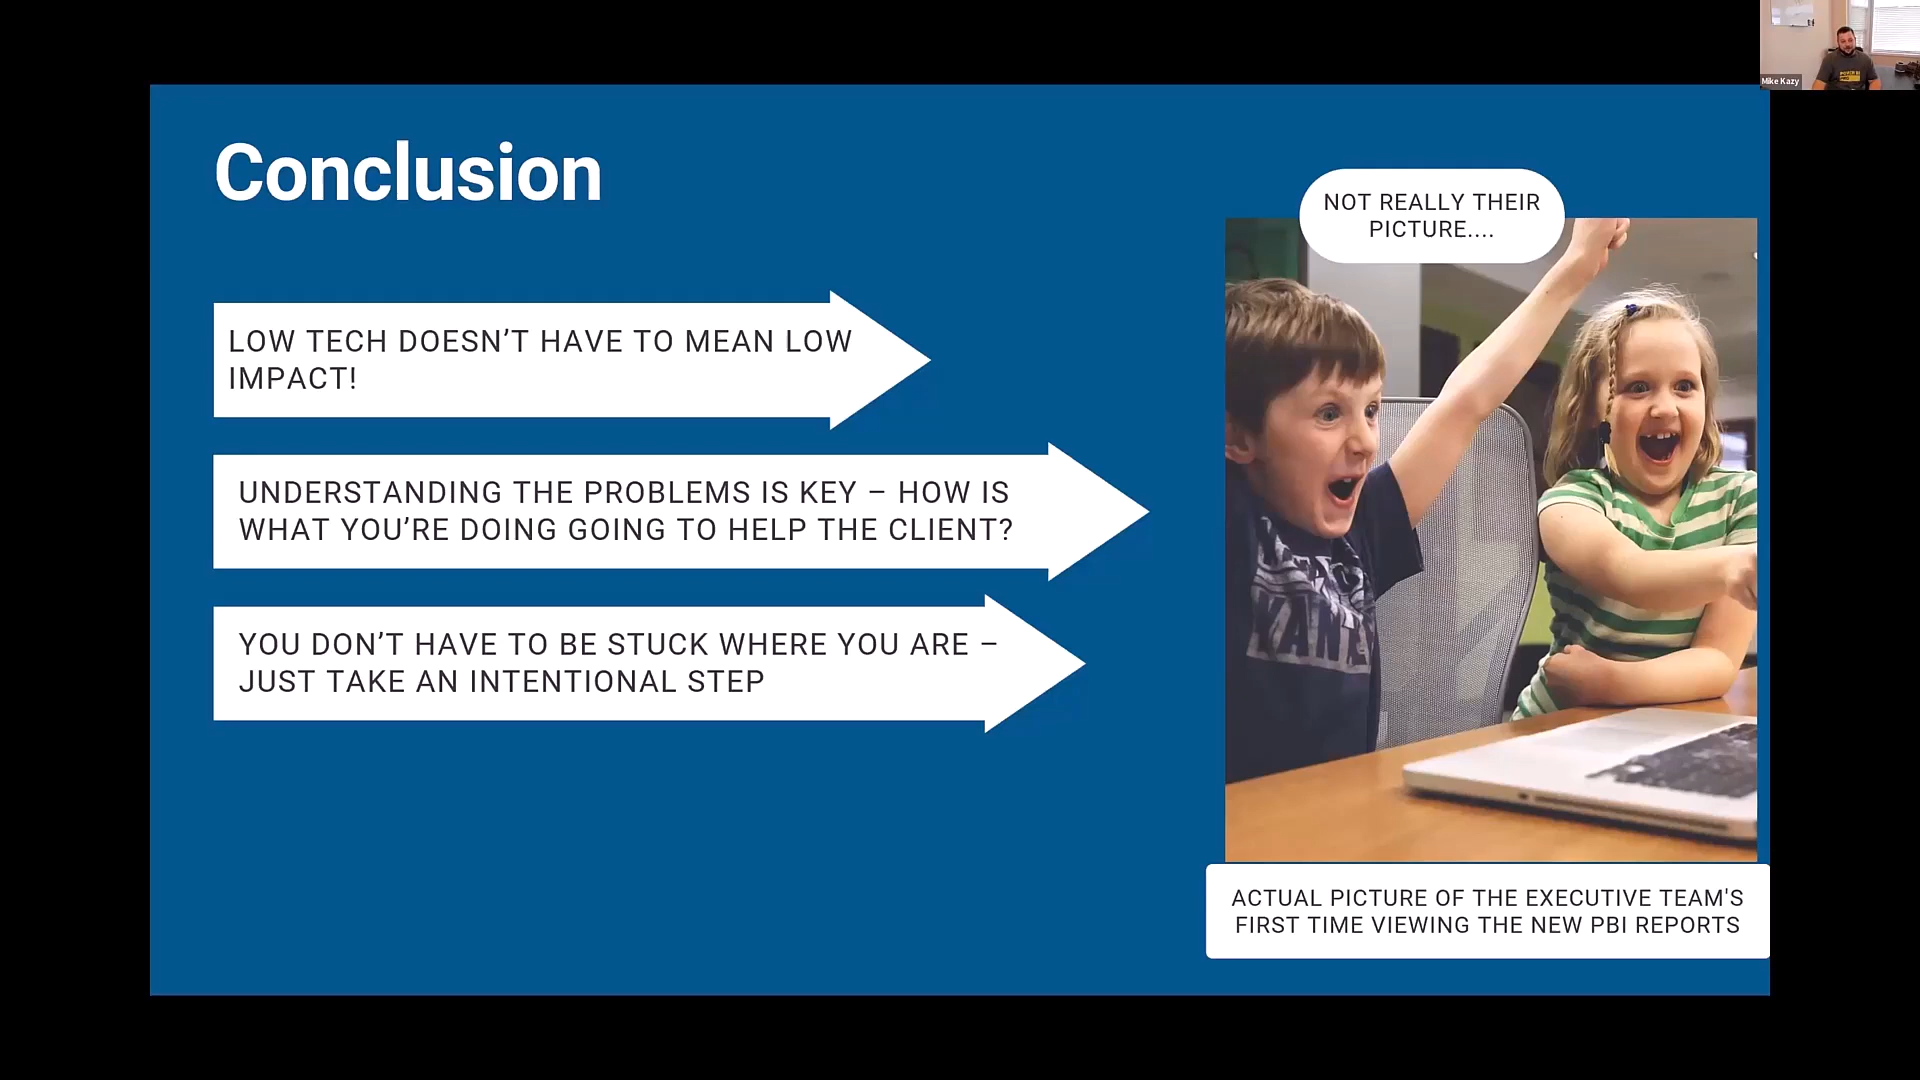 Conclusion
LOW TECH DOESN’T HAVE TO MEAN LOW
IMPACT!
UNDERSTANDING THE PROBLEMS IS KEY – HOW IS
WHAT YOU’RE DOING GOING TO HELP THE CLIENT?
YOU DON’T HAVE TO BE STUCK WHERE YOU ARE –
JUST TAKE AN INTENTIONAL STEP
NOT REALLY THEIR
PICTURE....
ACTUAL PICTURE OF THE EXECUTIVE TEAM'S
FIRST TIME VIEWING THE NEW PBI REPORTS
Mike Kazy